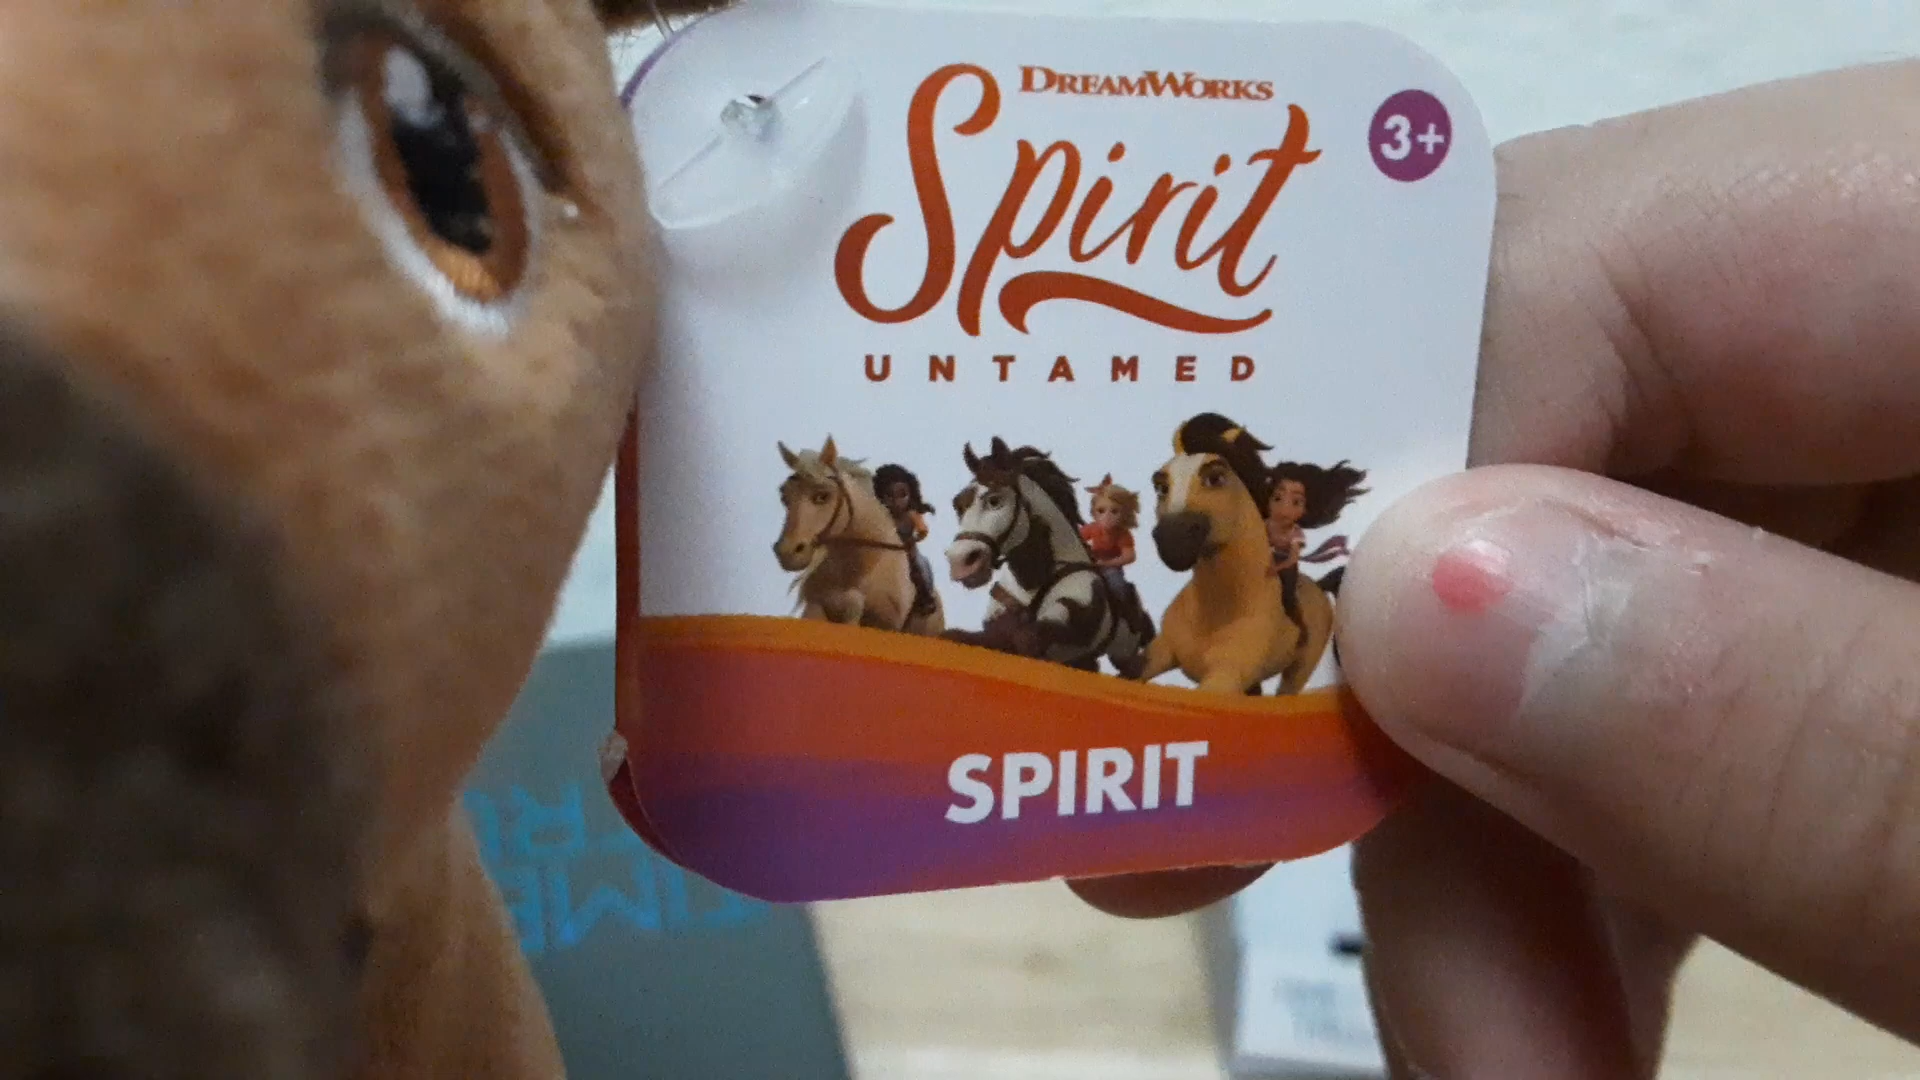 DREAMWORKS
Spirit
UNTAMED
3+
SPIRIT